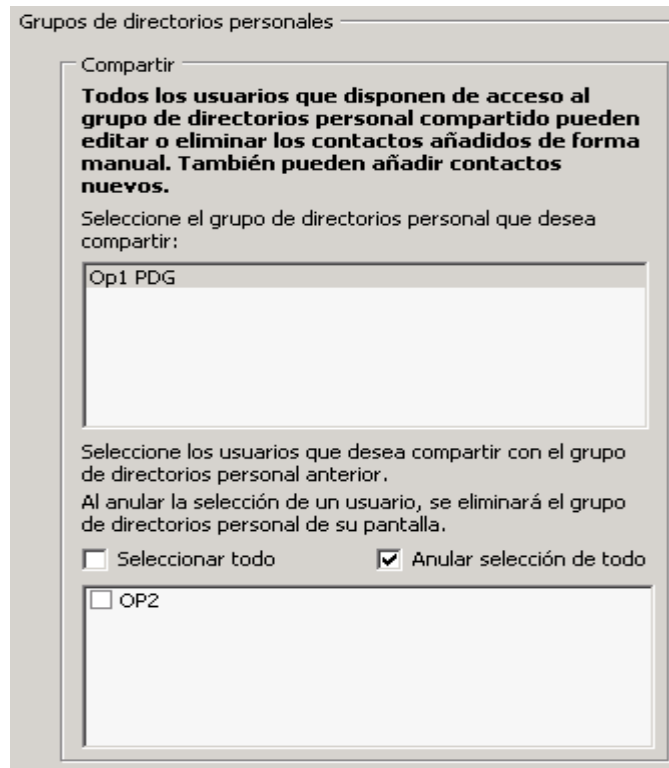 Grupos de directorios personales
Compartir
Todos los usuarios que disponen de acceso al
grupo de directorios personal compartido pueden
editar o eliminar los contactos añadidos de forma
manual. También pueden añadir contactos
nuevos.
Seleccione el grupo de directorios personal que desea
compartir:
Op1 PDG
Seleccione los usuarios que desea compartir con el grupo
de directorios personal anterior.
Al anular la selección de un usuario, se eliminará el grupo
de directorios personal de su pantalla.
Seleccionar todo Anular selección de todo
OP2